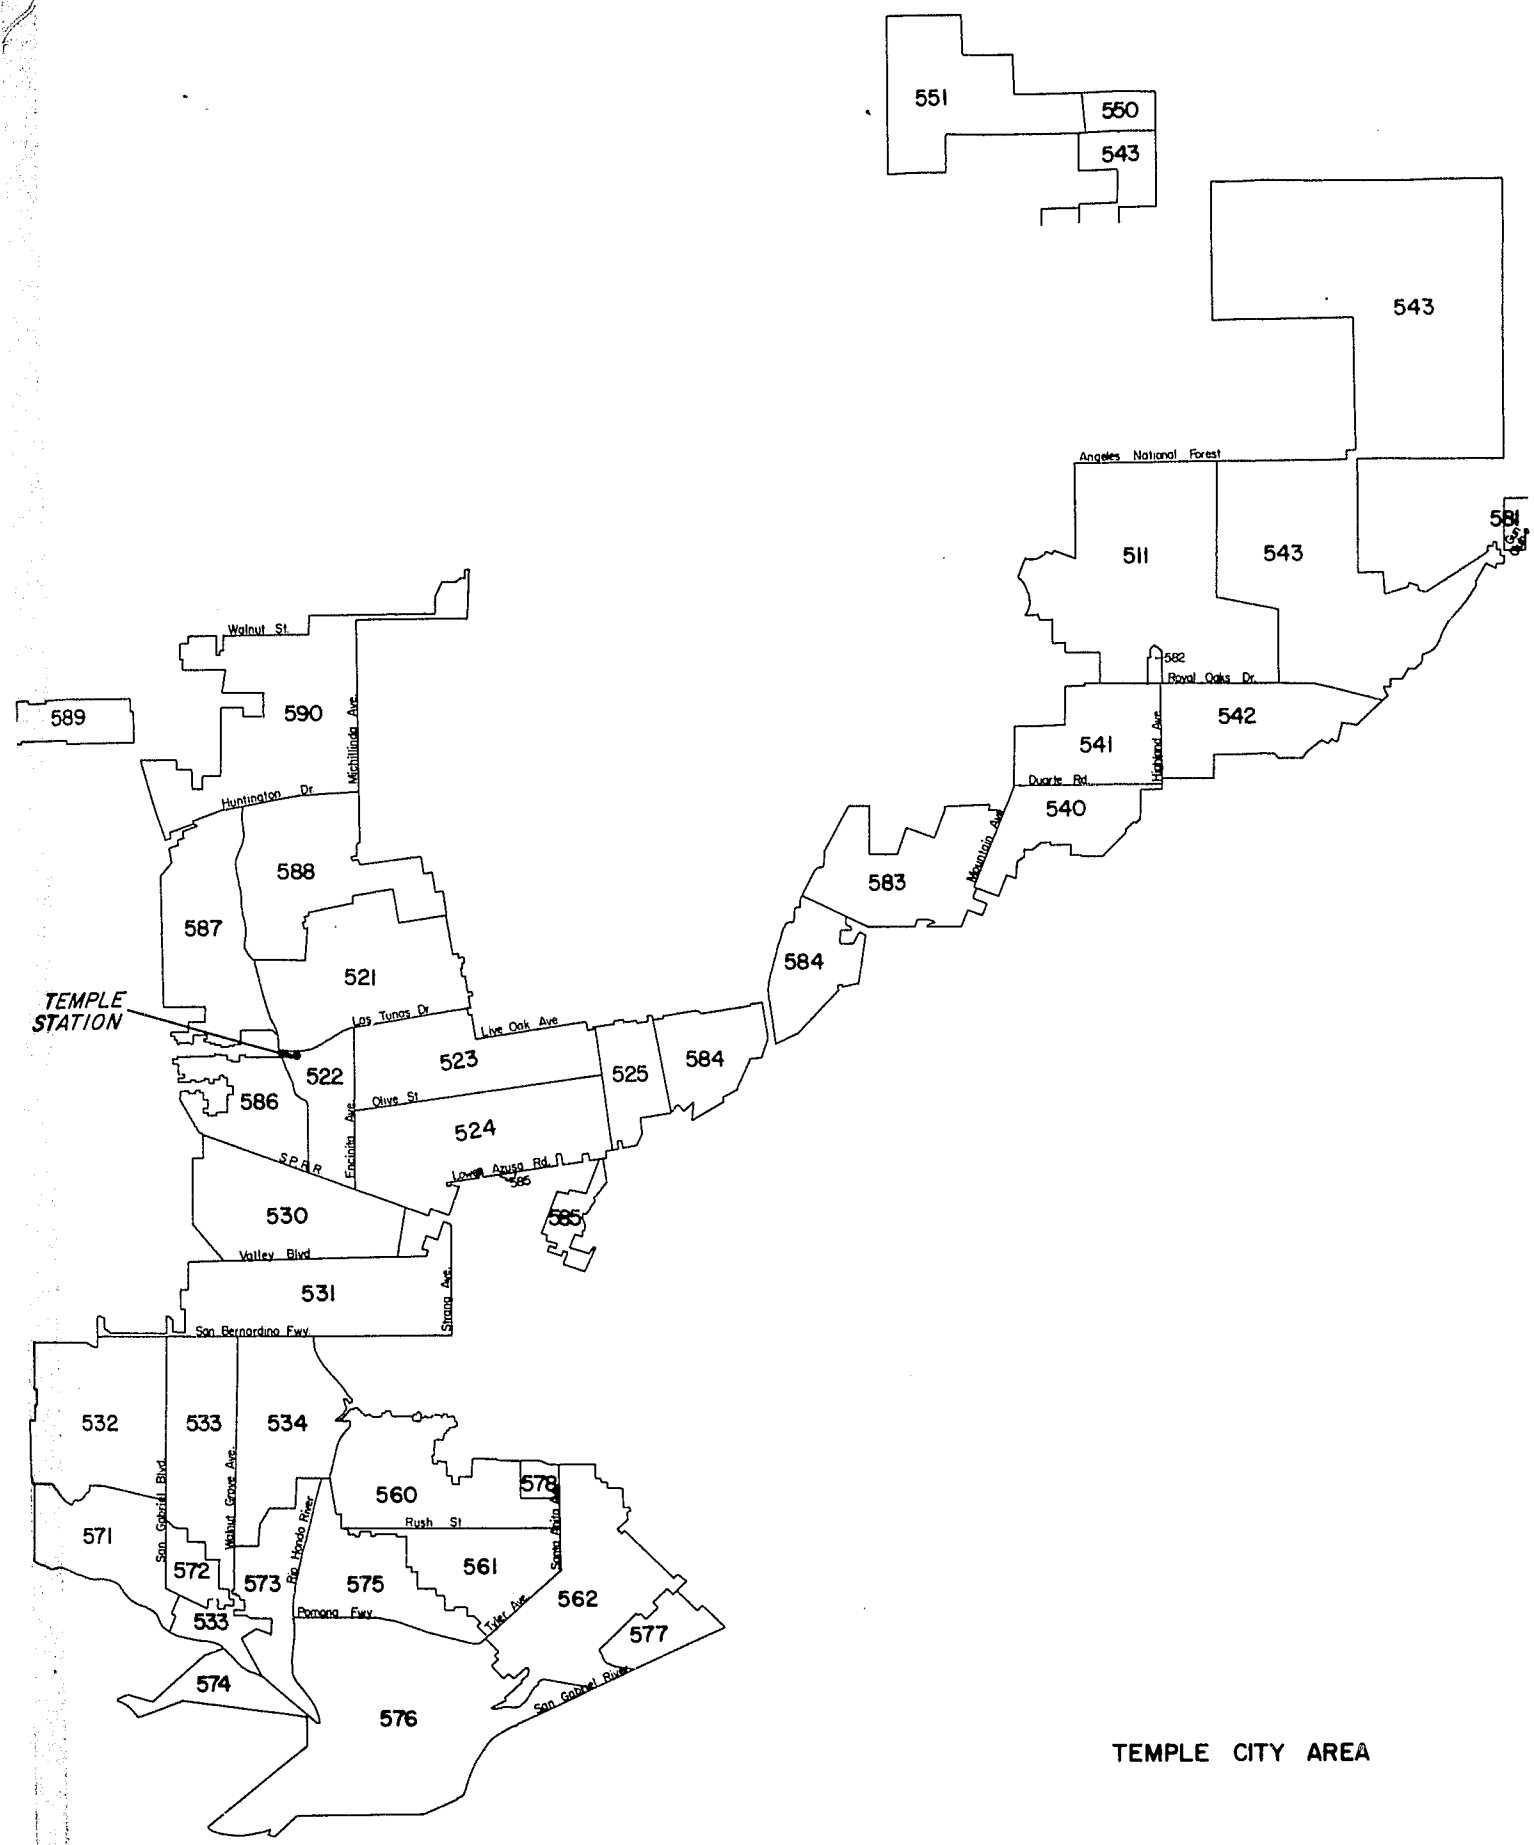 551
550
543
543
Angeles National Forest
581
511
543
Walnut St.
582
Royal Oaks Dr.
589
590
Michillinda Ave.
542
541
Highland Ave.
Duarte Rd.
540
Huntington Dr.
Mountain Ave.
588
583
587
584
521
TEMPLE
STATION
Las Tunas Dr
Live Oak Ave
523
584
522
525
586
Olive St
Encinita Ave.
524
S.P.R.R
Lower Azusa Rd.
585
530
585
Valley Blvd
531
Strang Ave.
San Bernardino Fwy.
532
533
534
San Gabriel Blvd.
Walnut Grove Ave.
578
560
Rio Hondo River
Rush St
Santa Anita Ave
571
572
573
575
561
562
Tyler Ave
Pomona Fwy
533
577
574
San Gabriel River
576
TEMPLE CITY AREA